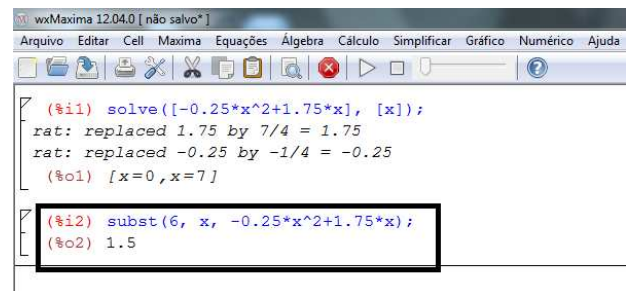 wxMaxima 12.04.0 [ não salvo* ]
Arquivo Editar Cell Maxima Equações Álgebra Cálculo Simplificar Gráfico Numérico Ajuda
(%i1) solve([-0.25*x^2+1.75*x], [x]);
rat: replaced 1.75 by 7/4 = 1.75
rat: replaced -0.25 by -1/4 = -0.25
(%o1) [x=0,x=7]
(%i2) subst(6, x, -0.25*x^2+1.75*x);
(%o2) 1.5